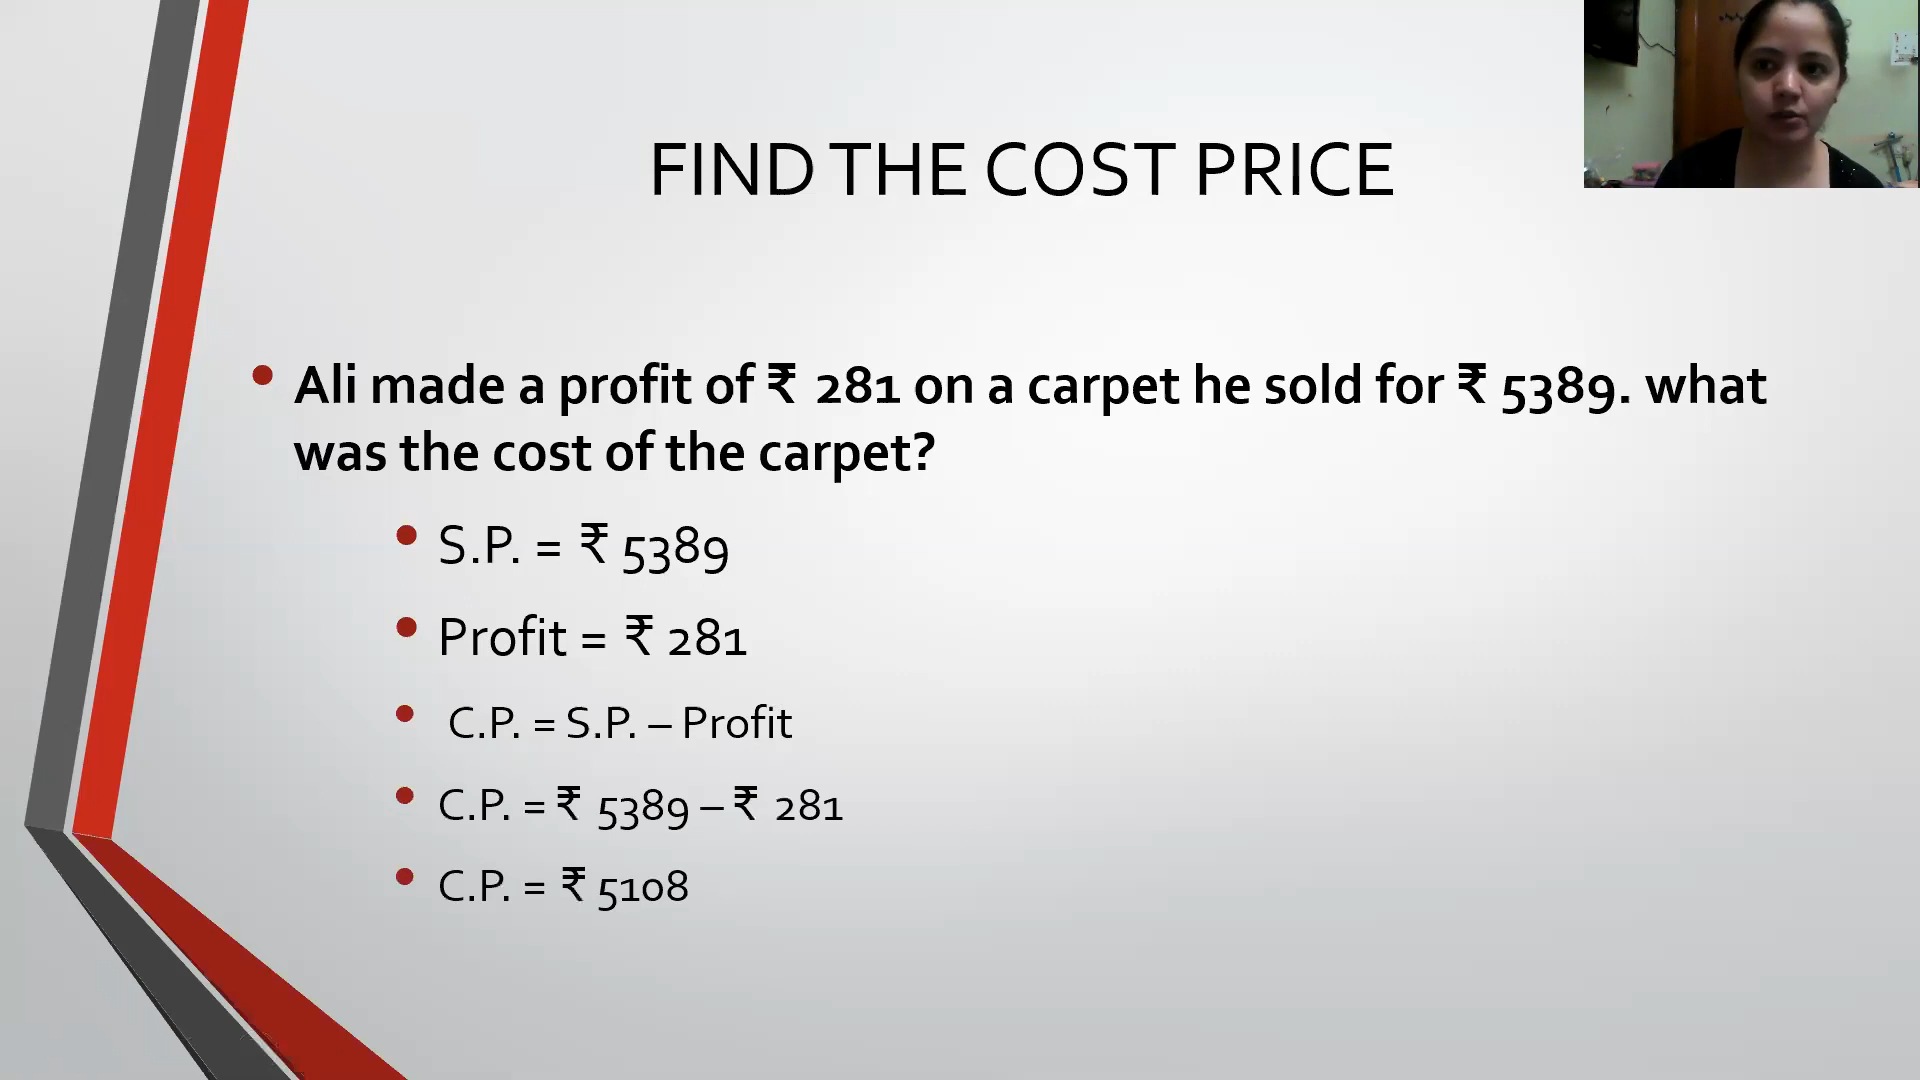 FIND THE COST PRICE
• Ali made a profit of ₹ 281 on a carpet he sold for ₹ 5389. what
was the cost of the carpet?
• S.P. = ₹ 5389
• Profit = ₹ 281
• C.P. = S.P. – Profit
• C.P. = ₹ 5389 – ₹ 281
• C.P. = ₹ 5108